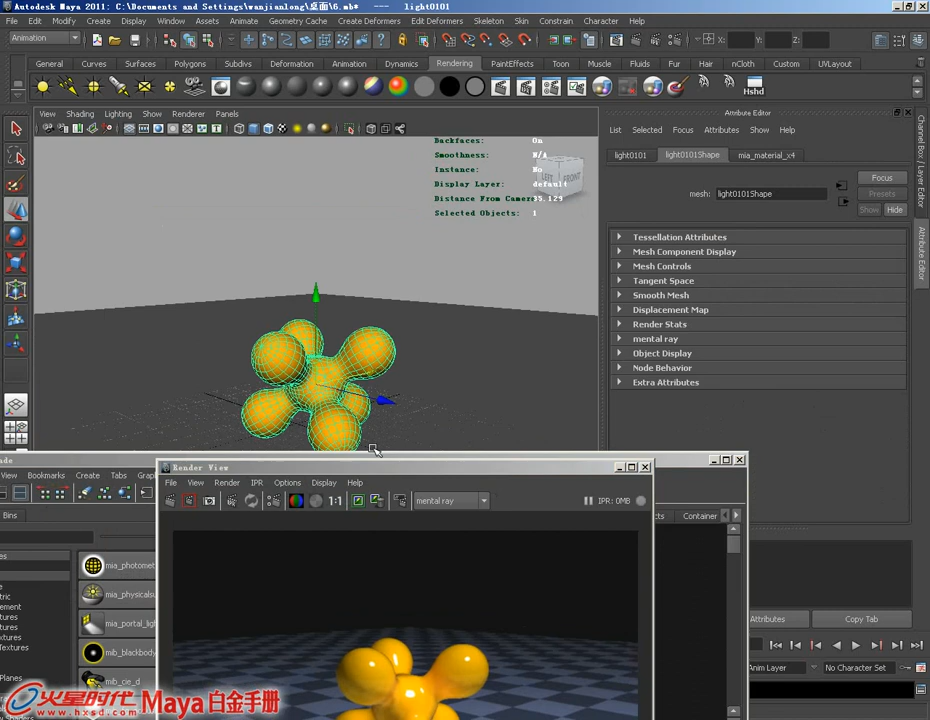 Autodesk Maya 2011: C:\Documents and Settings\wanjianlong\桌面\6.mb* --- light0101
File Edit Modify Create Display Window Assets Animate Geometry Cache Create Deformers Edit Deformers Skeleton Skin Constrain Character Help
Animation X: Y: Z:
General Curves Surfaces Polygons Subdivs Deformation Animation Dynamics Rendering PaintEffects Toon Muscle Fluids Fur Hair nCloth Custom UVLayout
Hshd
View Shading Lighting Show Renderer Panels
Attribute Editor
List Selected Focus Attributes Show Help
Backfaces: On
Smoothness: N/A
Instance: No
Display Layer: default
Distance From Camera: 35.129
Selected Objects: 1
LEFT FRONT
light0101 light0101Shape mia_material_x4
Focus
Presets
mesh: light0101Shape
Show Hide
Tessellation Attributes
Mesh Component Display
Mesh Controls
Tangent Space
Smooth Mesh
Displacement Map
Render Stats
mental ray
Object Display
Node Behavior
Extra Attributes
Channel Box / Layer Editor
Attribute Editor
Render View
Bookmarks Create Tabs
File View Render IPR Options Display Help
1:1 mental ray IPR: 0MB
Bins
Container
mia_photomet
mia_physicalsu
mia_portal_ligh
mib_blackbody
mib_cie_d
Attributes Copy Tab
Anim Layer No Character Set
火星时代 Maya白金手册
www.hxsd.com